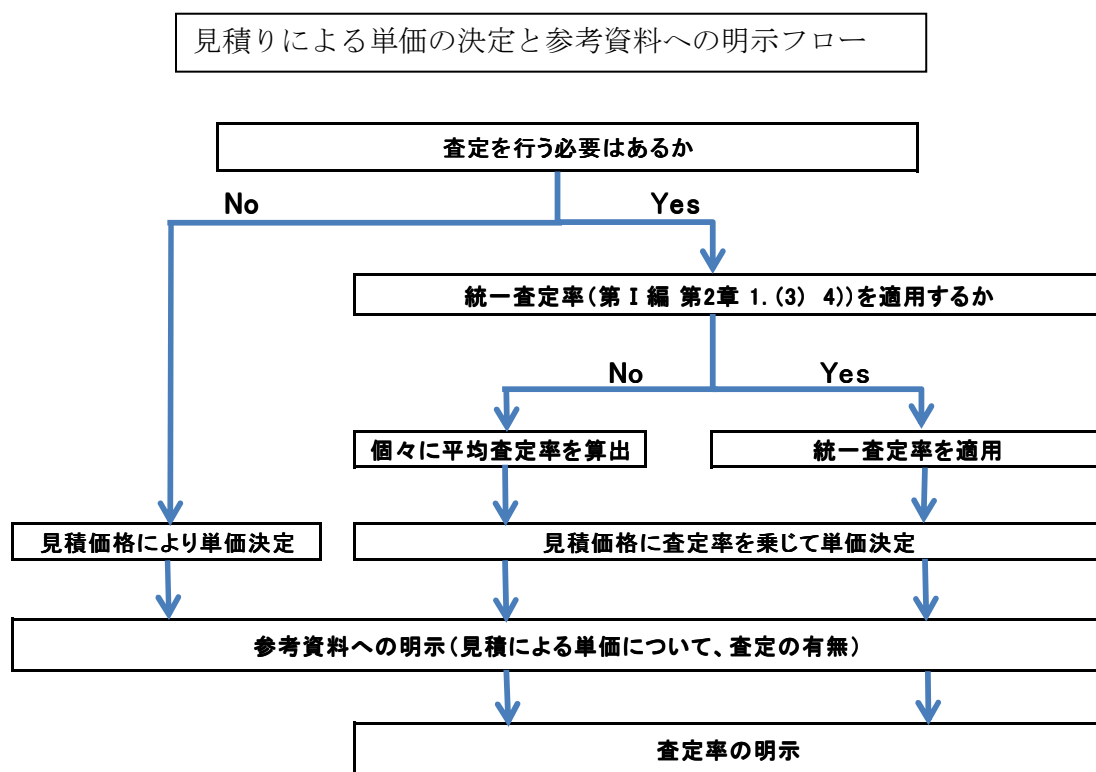 見積りによる単価の決定と参考資料への明示フロー
査定を行う必要はあるか
No
Yes
統一査定率(第Ⅰ編 第2章 1.(3) 4))を適用するか
No
Yes
個々に平均査定率を算出
統一査定率を適用
見積価格により単価決定
見積価格に査定率を乗じて単価決定
参考資料への明示(見積による単価について、査定の有無)
査定率の明示